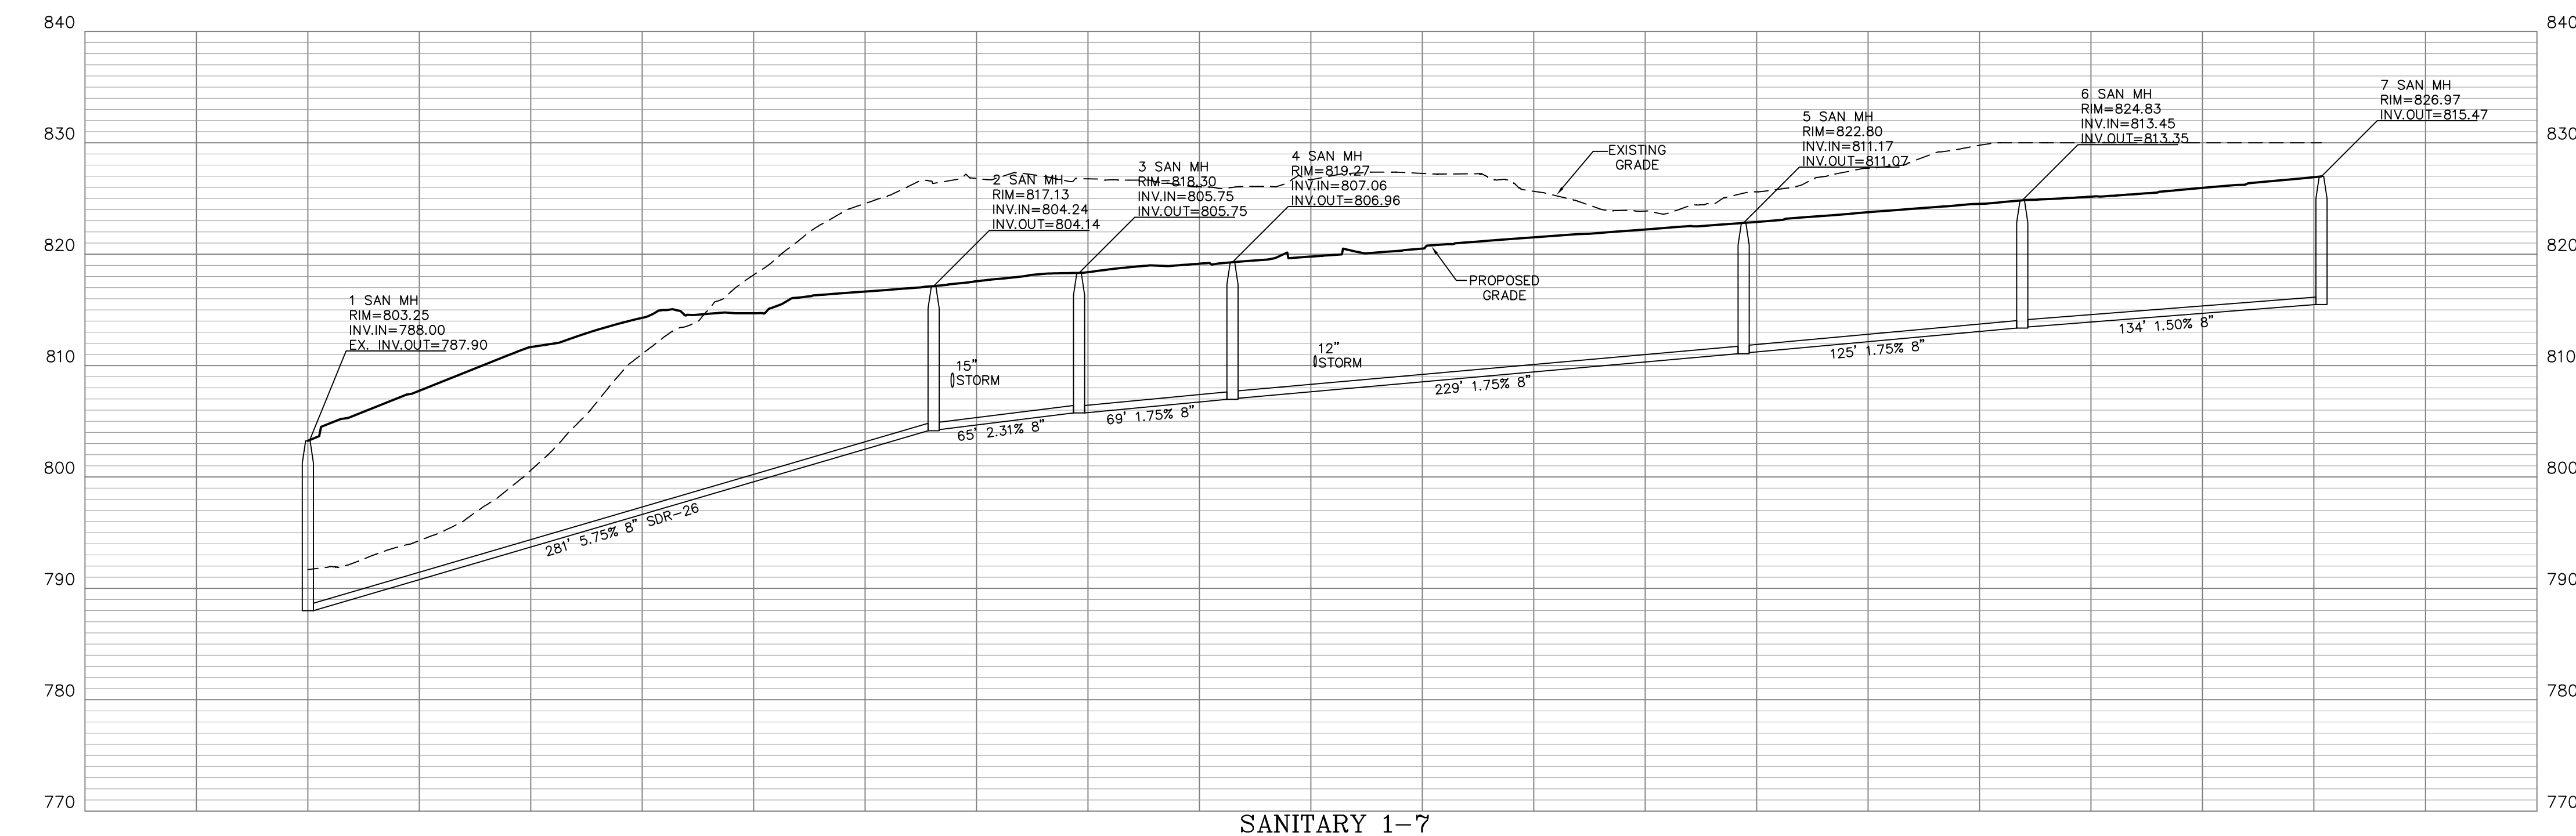 840
830
820
810
800
790
780
770
1 SAN MH
RIM=803.25
INV.IN=788.00
EX. INV.OUT=787.90
2 SAN MH
RIM=817.13
INV.IN=804.24
INV.OUT=804.14
3 SAN MH
RIM=818.30
INV.IN=805.75
INV.OUT=805.75
4 SAN MH
RIM=819.27
INV.IN=807.06
INV.OUT=806.96
EXISTING
GRADE
PROPOSED
GRADE
5 SAN MH
RIM=822.80
INV.IN=811.17
INV.OUT=811.07
6 SAN MH
RIM=824.83
INV.IN=813.45
INV.OUT=813.35
7 SAN MH
RIM=826.97
INV.OUT=815.47
15"
STORM
12"
STORM
281' 5.75% 8" SDR-26
65' 2.31% 8"
69' 1.75% 8"
229' 1.75% 8"
125' 1.75% 8"
134' 1.50% 8"
840
830
820
810
800
790
780
770
SANITARY 1-7